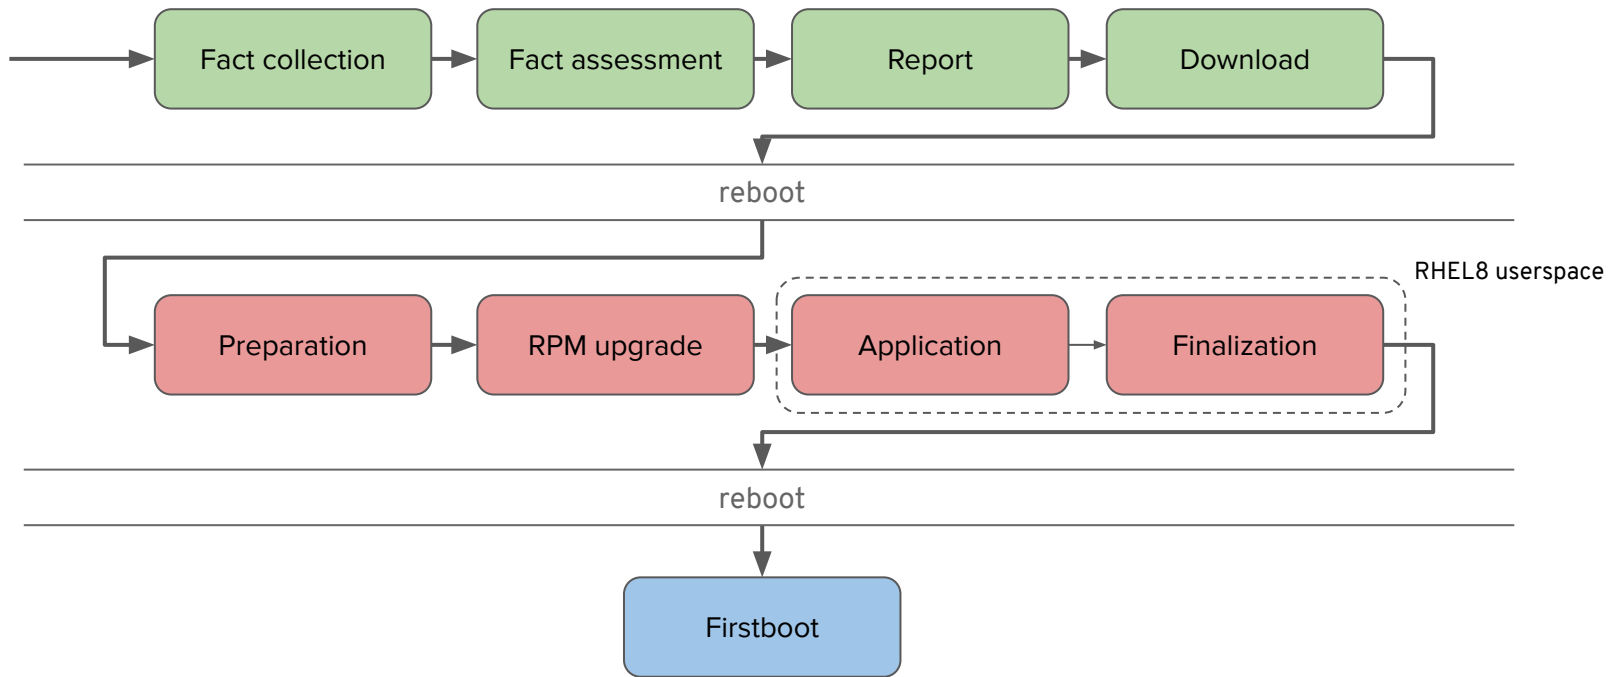 Fact collection
Fact assessment
Report
Download
reboot
RHEL8 userspace
Preparation
RPM upgrade
Application
Finalization
reboot
Firstboot